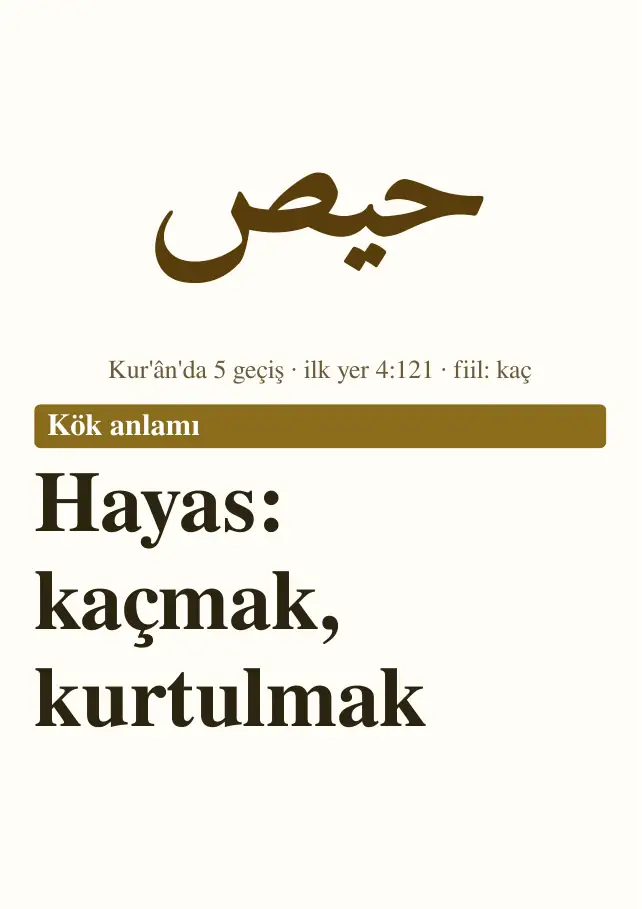 حيص
Kur'ân'da 5 geçiş · ilk yer 4:121 · fiil: kaç
Kök anlamı
Hayas:
kaçmak,
kurtulmak